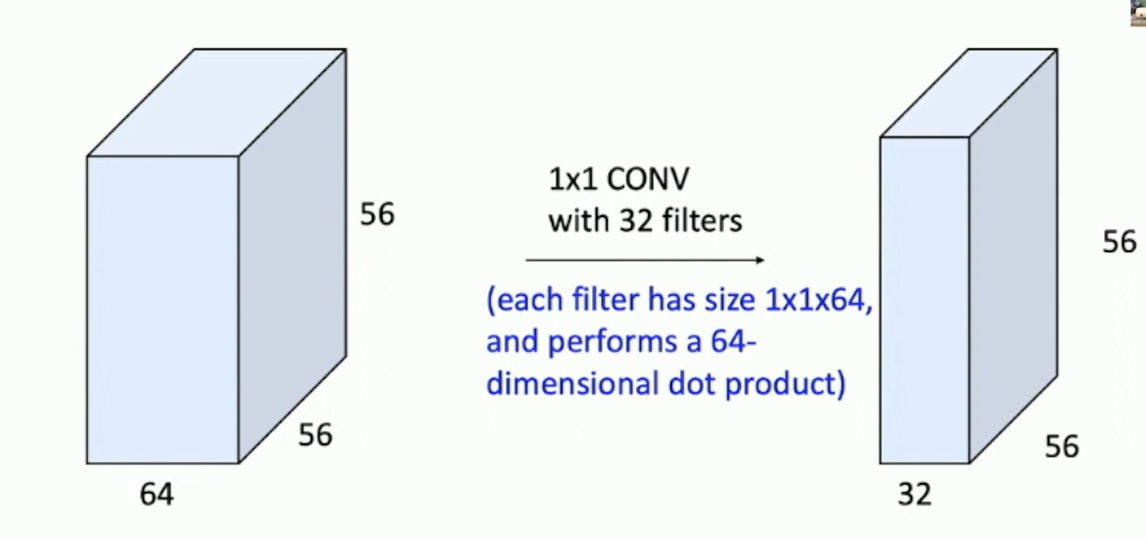 56
56
64
1x1 CONV
with 32 filters
(each filter has size 1x1x64,
and performs a 64-
dimensional dot product)
56
56
32